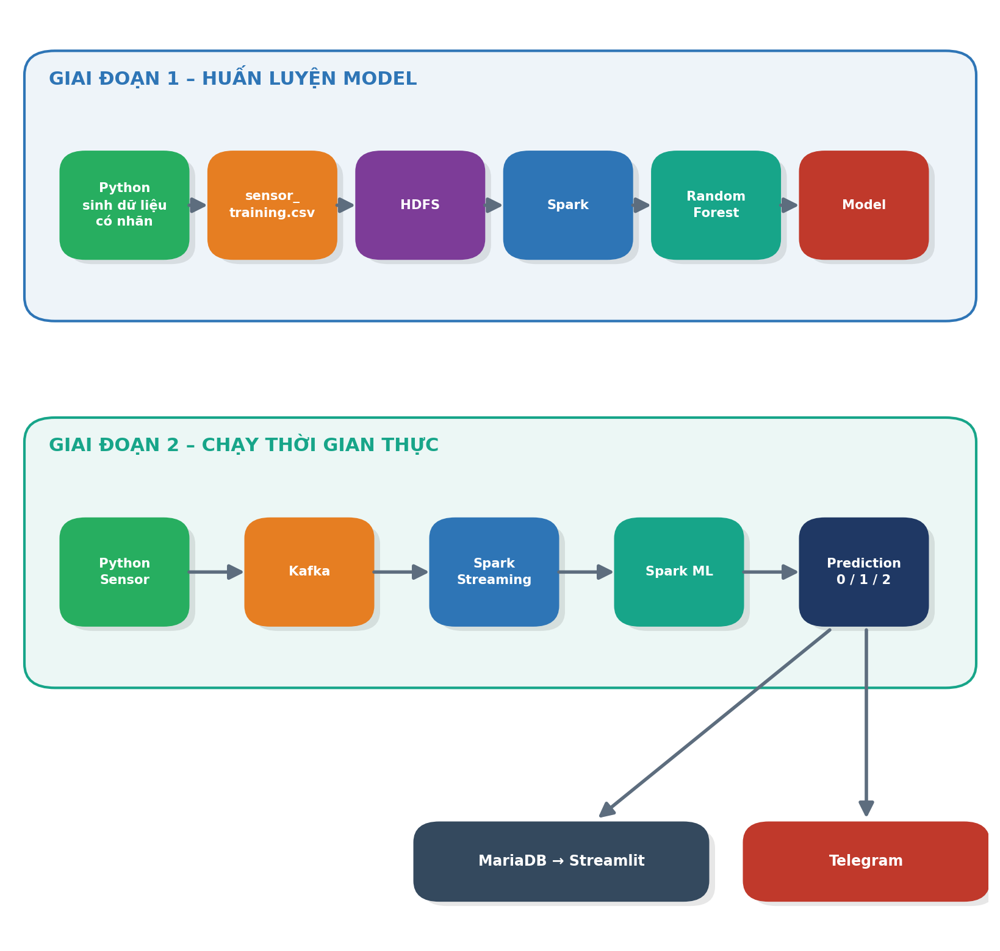 GIAI ĐOẠN 1 – HUẤN LUYỆN MODEL
Python
sinh dữ liệu
có nhãn
sensor_
training.csv
HDFS
Spark
Random
Forest
Model
GIAI ĐOẠN 2 – CHẠY THỜI GIAN THỰC
Python
Sensor
Kafka
Spark
Streaming
Spark ML
Prediction
0 / 1 / 2
MariaDB → Streamlit
Telegram